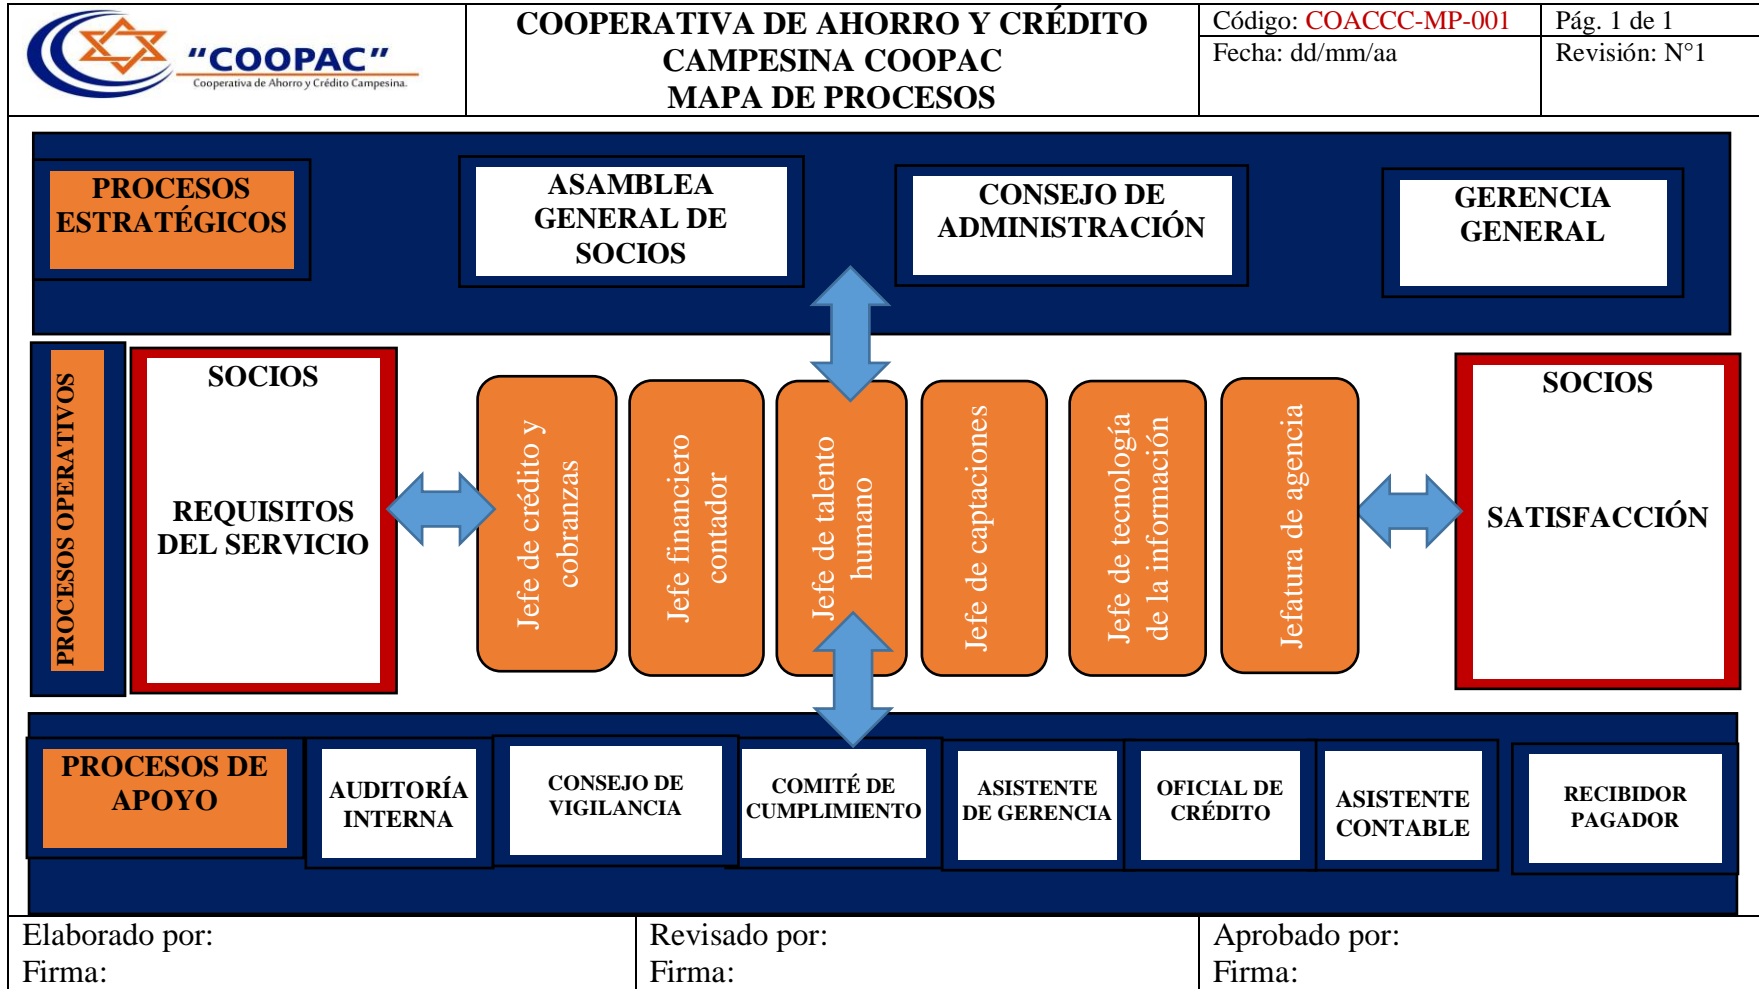 "COOPAC"
Cooperativa de Ahorro y Crédito Campesina.
COOPERATIVA DE AHORRO Y CRÉDITO
CAMPESINA COOPAC
MAPA DE PROCESOS
Código: COACCC-MP-001
Pág. 1 de 1
Fecha: dd/mm/aa
Revisión: N°1
PROCESOS
ESTRATÉGICOS
ASAMBLEA
GENERAL DE
SOCIOS
CONSEJO DE
ADMINISTRACIÓN
GERENCIA
GENERAL
PROCESOS OPERATIVOS
SOCIOS
REQUISITOS
DEL SERVICIO
Jefe de crédito y
cobranzas
Jefe financiero
contador
Jefe de talento
humano
Jefe de captaciones
Jefe de tecnología
de la información
Jefatura de agencia
SOCIOS
SATISFACCIÓN
PROCESOS DE
APOYO
AUDITORÍA
INTERNA
CONSEJO DE
VIGILANCIA
COMITÉ DE
CUMPLIMIENTO
ASISTENTE
DE GERENCIA
OFICIAL DE
CRÉDITO
ASISTENTE
CONTABLE
RECIBIDOR
PAGADOR
Elaborado por:
Firma:
Revisado por:
Firma:
Aprobado por:
Firma: